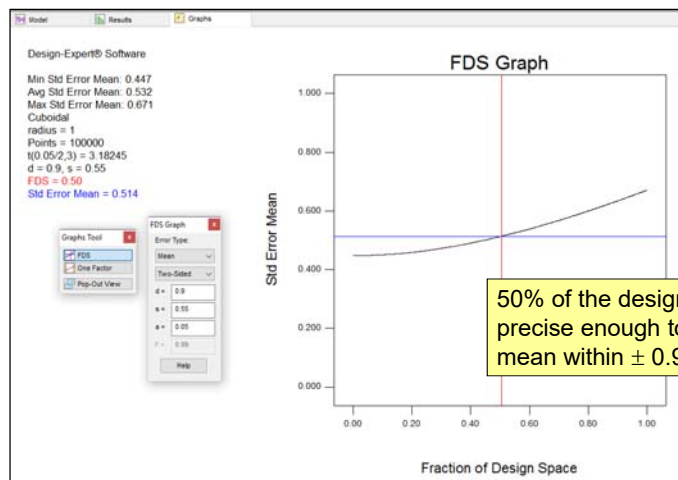 Model Results Graphs
Design-Expert® Software
Min Std Error Mean: 0.447
Avg Std Error Mean: 0.532
Max Std Error Mean: 0.671
Cuboidal
radius = 1
Points = 100000
t(0.05/2,3) = 3.18245
d = 0.9, s = 0.55
FDS = 0.50
Std Error Mean = 0.514
Graphs Tool
FDS
One Factor
Pop-Out View
FDS Graph
Error Type:
Mean
Two-Sided
d = 0.9
s = 0.55
a = 0.05
0.99
Help
FDS Graph
1.000
0.800
0.600
0.400
0.200
0.000
Std Error Mean
0.00 0.20 0.40 0.60 0.80 1.00
Fraction of Design Space
50% of the design
precise enough to
mean within ± 0.9